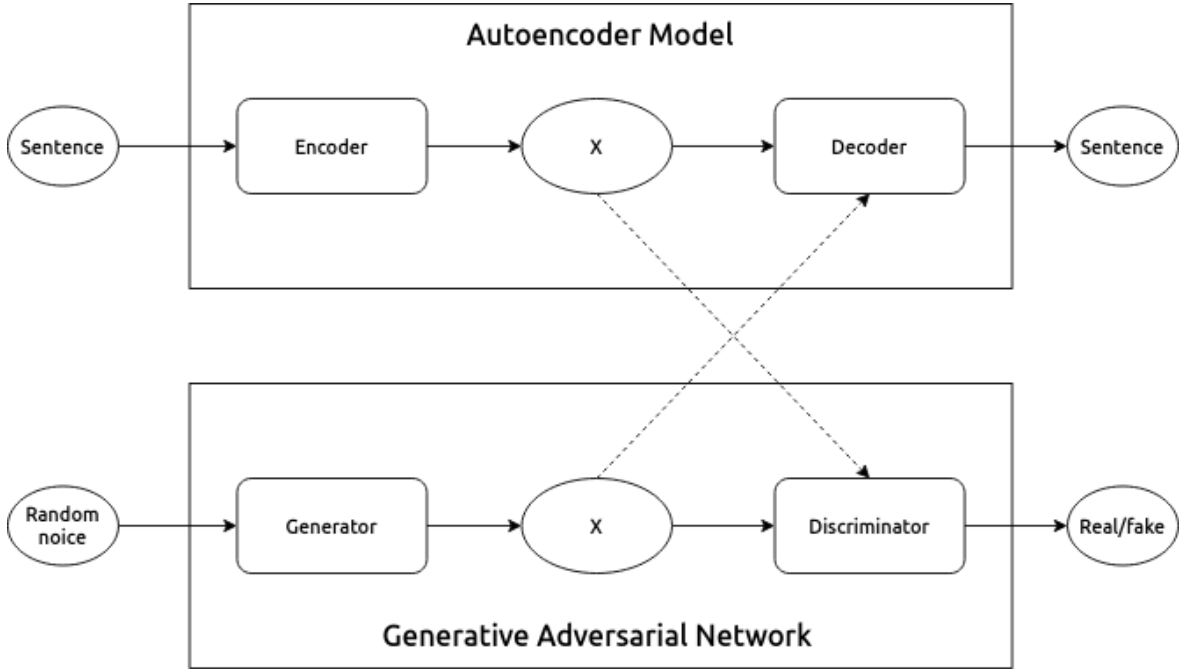 Autoencoder Model
Sentence
Encoder
X
Decoder
Sentence
Random
noice
Generator
X
Discriminator
Real/fake
Generative Adversarial Network